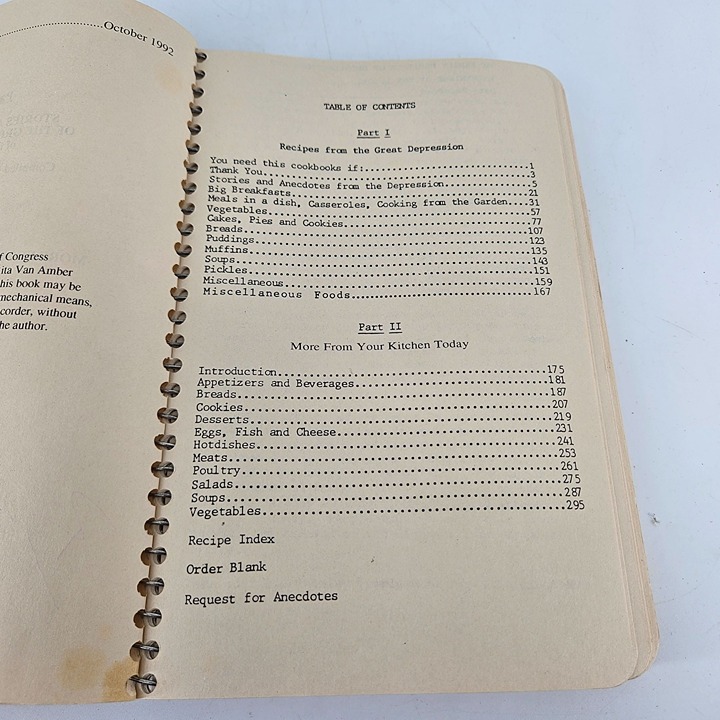 October 1992
f Congress
ita Van Amber
his book may be
mechanical means,
corder, without
he author.
TABLE OF CONTENTS
Part I
Recipes from the Great Depression
You need this cookbooks if:..............................1
Thank You................................................3
Stories and Anecdotes from the Depression................5
Big Breakfasts..........................................21
Meals in a dish, Casseroles, Cooking from the Garden....31
Vegetables..............................................57
Cakes, Pies and Cookies.................................77
Breads.................................................107
Puddings...............................................123
Muffins................................................135
Soups..................................................143
Pickles................................................151
Miscellaneous..........................................159
Miscellaneous Foods....................................167
Part II
More From Your Kitchen Today
Introduction...........................................175
Appetizers and Beverages...............................181
Breads.................................................187
Cookies................................................207
Desserts...............................................219
Eggs, Fish and Cheese..................................231
Hotdishes..............................................241
Meats..................................................253
Poultry................................................261
Salads.................................................275
Soups..................................................287
Vegetables.............................................295
Recipe Index
Order Blank
Request for Anecdotes